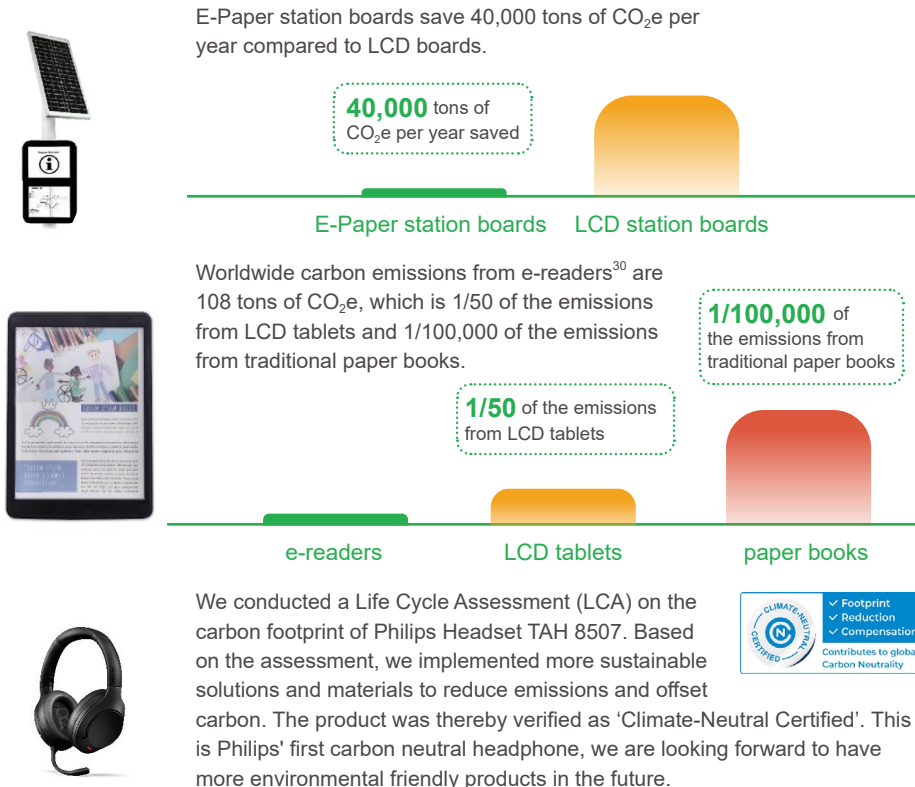 E-Paper station boards save 40,000 tons of CO₂e per
year compared to LCD boards.
40,000 tons of
CO₂e per year saved
E-Paper station boards
LCD station boards
Worldwide carbon emissions from e-readers³⁰ are
108 tons of CO₂e, which is 1/50 of the emissions
from LCD tablets and 1/100,000 of the emissions
from traditional paper books.
1/100,000 of
the emissions from
traditional paper books
1/50 of the emissions
from LCD tablets
e-readers
LCD tablets
paper books
We conducted a Life Cycle Assessment (LCA) on the
carbon footprint of Philips Headset TAH 8507. Based
on the assessment, we implemented more sustainable
solutions and materials to reduce emissions and offset
carbon. The product was thereby verified as ‘Climate-Neutral Certified’. This
is Philips' first carbon neutral headphone, we are looking forward to have
more environmental friendly products in the future.
CLIMATE-NEUTRAL
CERTIFIED
CN
✓ Footprint
✓ Reduction
✓ Compensation
Contributes to global
Carbon Neutrality